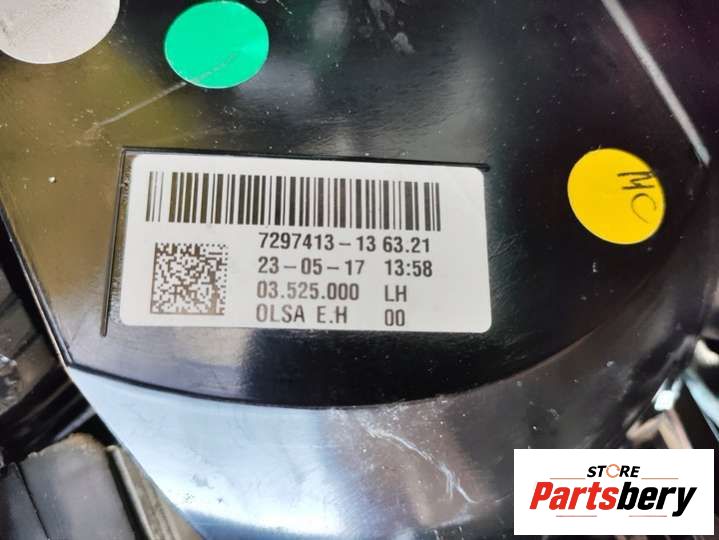 7297413-13 63.21
23-05-17 13:58
03.525.000 LH
OLSA E.H 00
MC
STORE
Partsbery